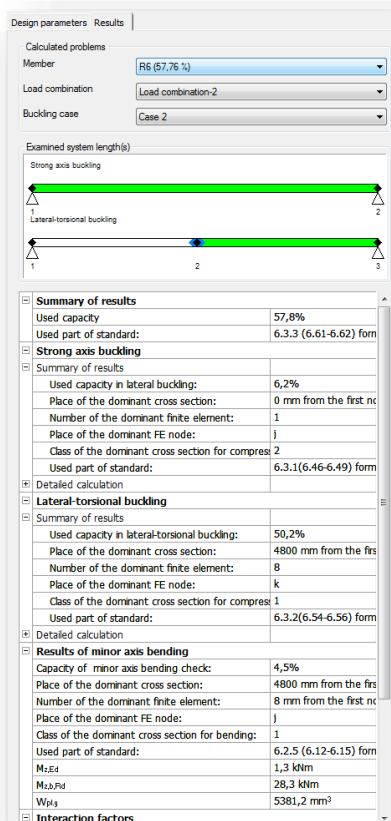 Design parameters Results
Calculated problems
Member R6 (57,76 %)
Load combination Load combination-2
Buckling case Case 2
Examined system length(s)
Strong axis buckling
1 2
Lateral-torsional buckling
1 2 3
Summary of results
Used capacity 57,8%
Used part of standard: 6.3.3 (6.61-6.62) form
Strong axis buckling
Summary of results
Used capacity in lateral buckling: 6,2%
Place of the dominant cross section: 0 mm from the first no
Number of the dominant finite element: 1
Place of the dominant FE node: j
Class of the dominant cross section for compres: 2
Used part of standard: 6.3.1(6.46-6.49) form
Detailed calculation
Lateral-torsional buckling
Summary of results
Used capacity in lateral-torsional buckling: 50,2%
Place of the dominant cross section: 4800 mm from the firs
Number of the dominant finite element: 8
Place of the dominant FE node: k
Class of the dominant cross section for compres: 1
Used part of standard: 6.3.2(6.54-6.56) form
Detailed calculation
Results of minor axis bending
Capacity of minor axis bending check: 4,5%
Place of the dominant cross section: 4800 mm from the firs
Number of the dominant finite element: 8 mm from the first no
Place of the dominant FE node: j
Class of the dominant cross section for bending: 1
Used part of standard: 6.2.5 (6.12-6.15) form
Mz,Ed 1,3 kNm
Mz,b,Rd 28,3 kNm
Wpl,y 5381,2 mm³
Interaction factors